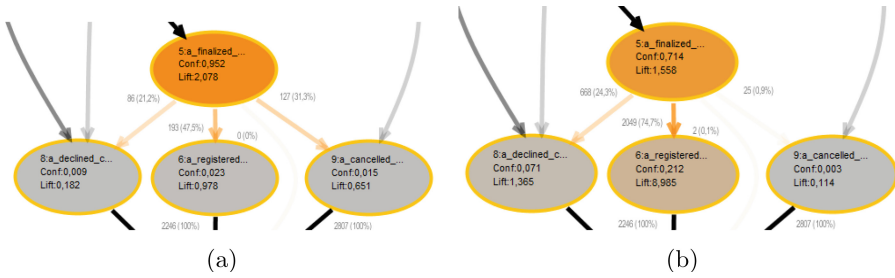 5:a_finalized_...
Conf:0,952
Lift:2,078
86 (21,2%)
127 (31,3%)
193 (47,5%)
0 (0%)
8:a_declined_c...
Conf:0,009
Lift:0,182
6:a_registered...
Conf:0,023
Lift:0,978
9:a_cancelled_...
Conf:0,015
Lift:0,651
2246 (100%)
2807 (100%)
(a)
5:a_finalized_...
Conf:0,714
Lift:1,558
668 (24,3%)
25 (0,9%)
2049 (74,7%)
2 (0,1%)
8:a_declined_c...
Conf:0,071
Lift:1,365
6:a_registered...
Conf:0,212
Lift:8,985
9:a_cancelled_...
Conf:0,003
Lift:0,114
2246 (100%)
2807 (100%)
(b)